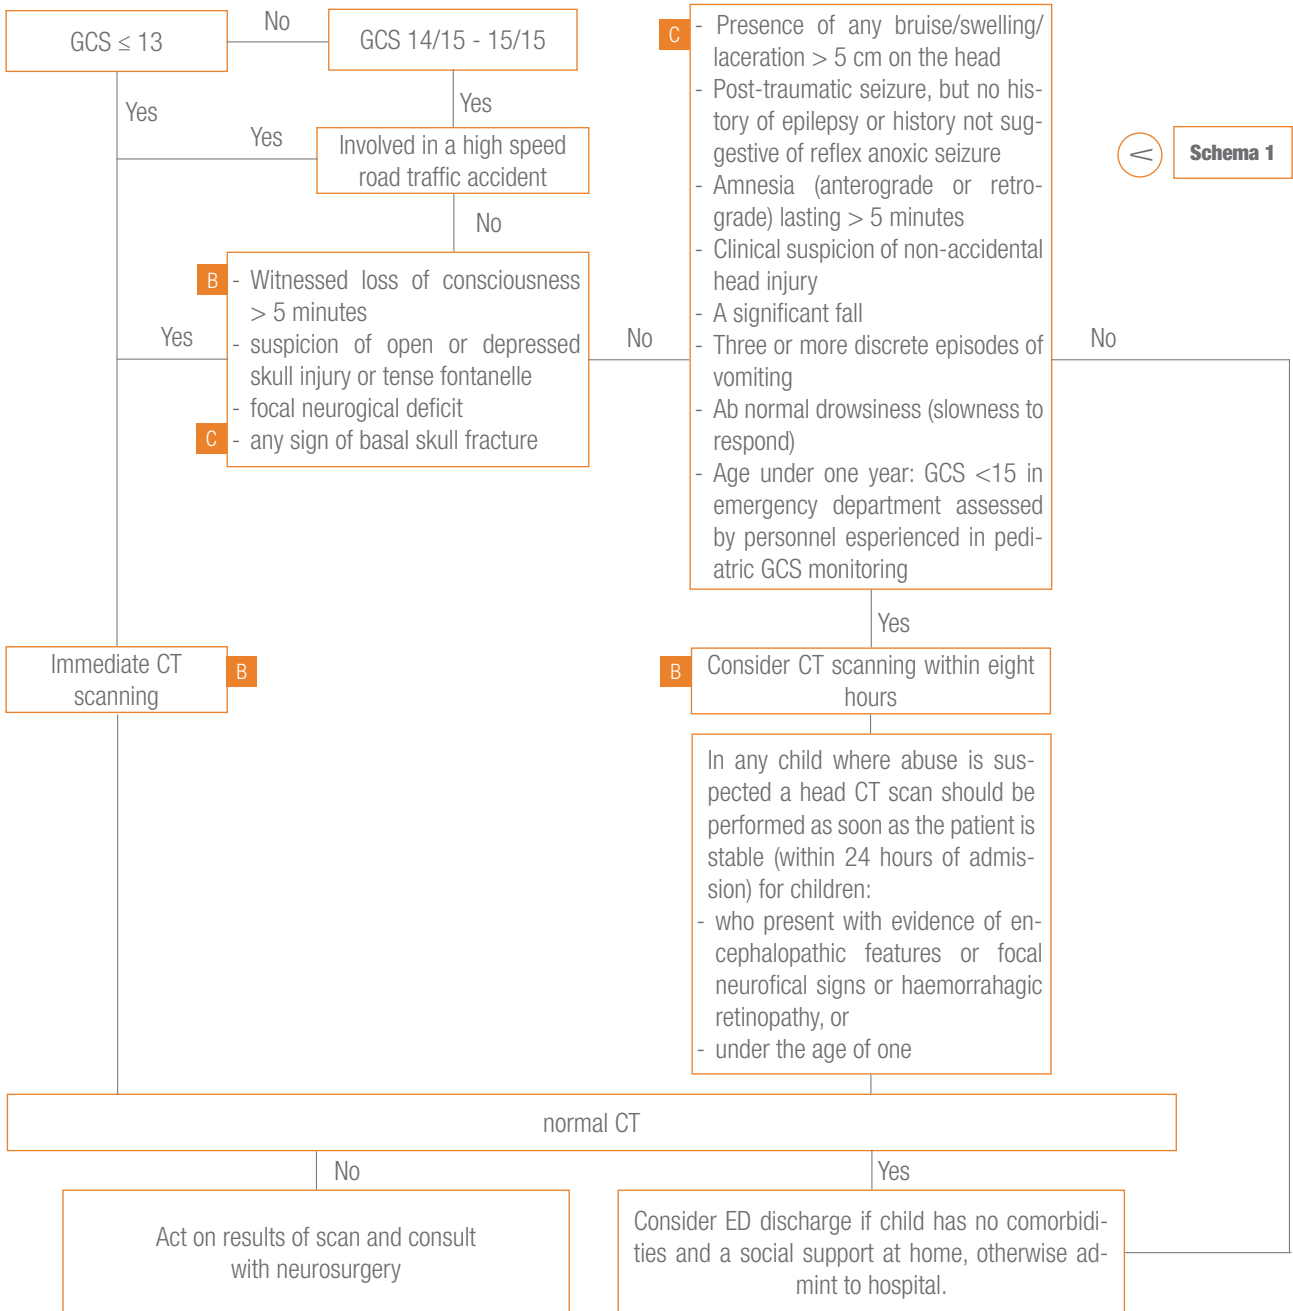 GCS ≤ 13
No
GCS 14/15 - 15/15
Yes
Yes
Yes
Involved in a high speed
road traffic accident
No
B
- Witnessed loss of consciousness
> 5 minutes
- suspicion of open or depressed
skull injury or tense fontanelle
- focal neurogical deficit
C
- any sign of basal skull fracture
Yes
No
C
- Presence of any bruise/swelling/
laceration > 5 cm on the head
- Post-traumatic seizure, but no his-
tory of epilepsy or history not sug-
gestive of reflex anoxic seizure
- Amnesia (anterograde or retro-
grade) lasting > 5 minutes
- Clinical suspicion of non-accidental
head injury
- A significant fall
- Three or more discrete episodes of
vomiting
- Ab normal drowsiness (slowness to
respond)
- Age under one year: GCS <15 in
emergency department assessed
by personnel esperienced in pedi-
atric GCS monitoring
No
<
Schema 1
Yes
Immediate CT
scanning
B
B
Consider CT scanning within eight
hours
In any child where abuse is sus-
pected a head CT scan should be
performed as soon as the patient is
stable (within 24 hours of admis-
sion) for children:
- who present with evidence of en-
cephalopathic features or focal
neurofical signs or haemorrahagic
retinopathy, or
- under the age of one
normal CT
No
Yes
Act on results of scan and consult
with neurosurgery
Consider ED discharge if child has no comorbidi-
ties and a social support at home, otherwise ad-
mint to hospital.